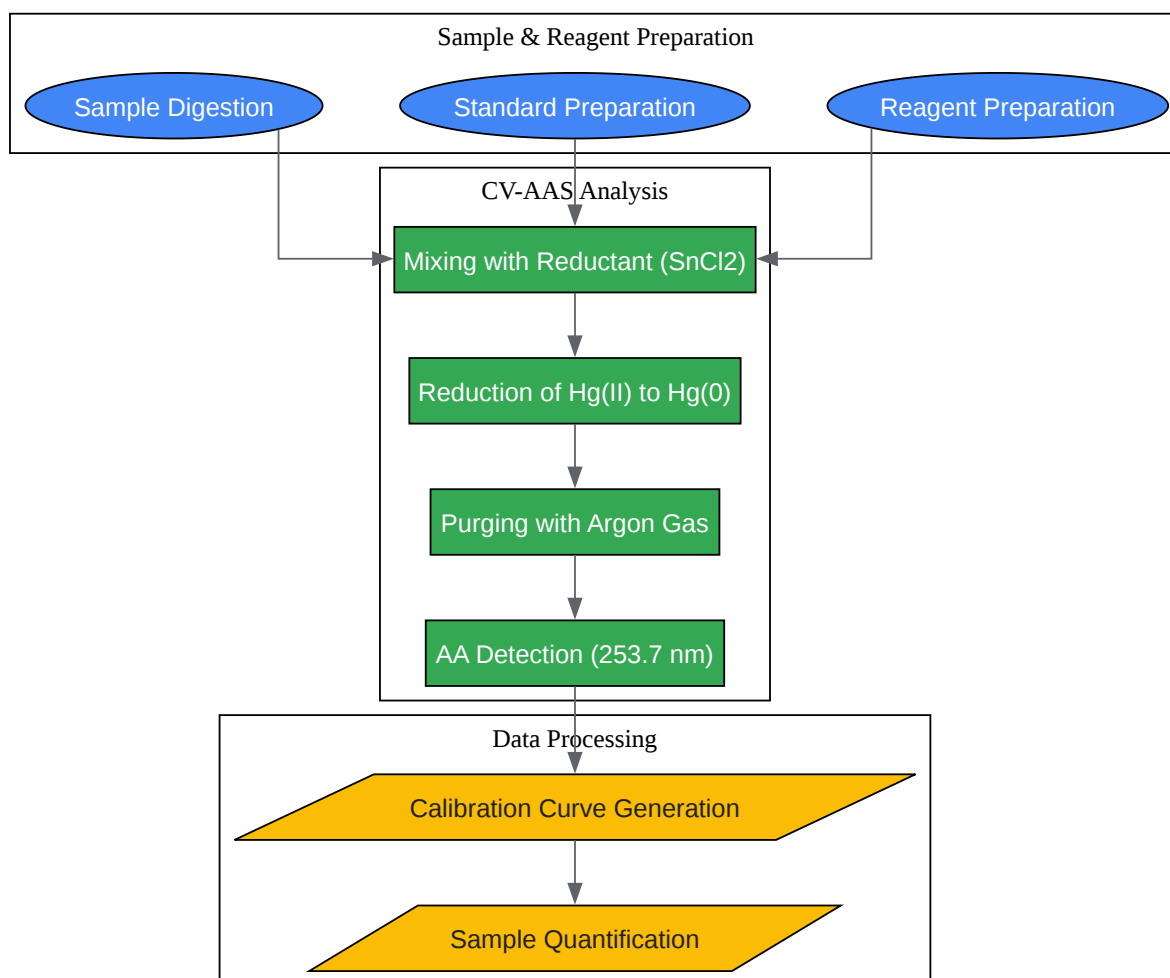 Sample & Reagent Preparation
Sample Digestion
Standard Preparation
Reagent Preparation
CV-AAS Analysis
Mixing with Reductant (SnCl2)
Reduction of Hg(II) to Hg(0)
Purging with Argon Gas
AA Detection (253.7 nm)
Data Processing
Calibration Curve Generation
Sample Quantification